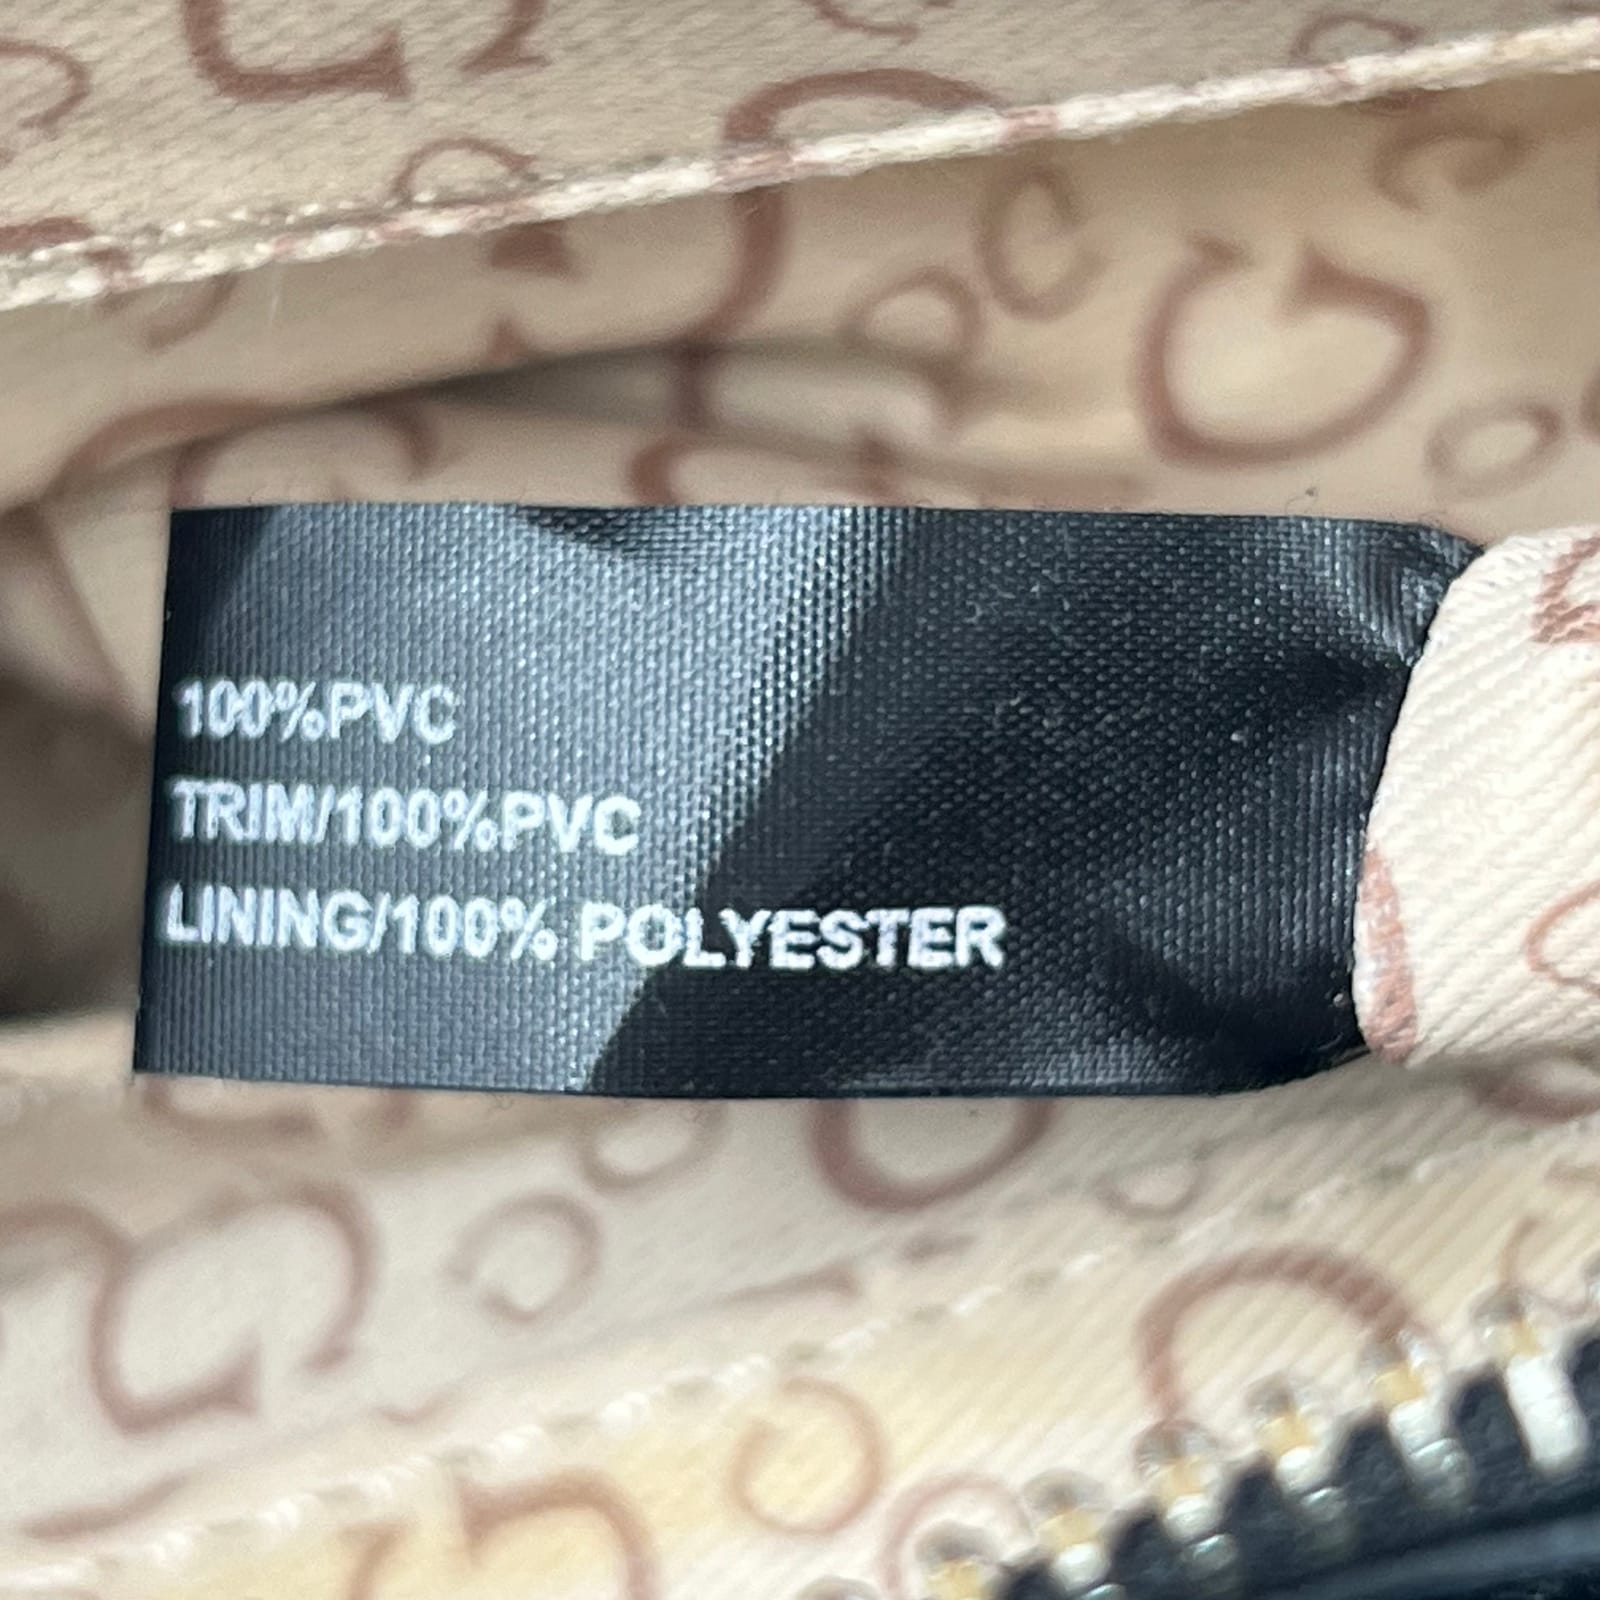 100%PVC
TRIM/100%PVC
LINING/100% POLYESTER